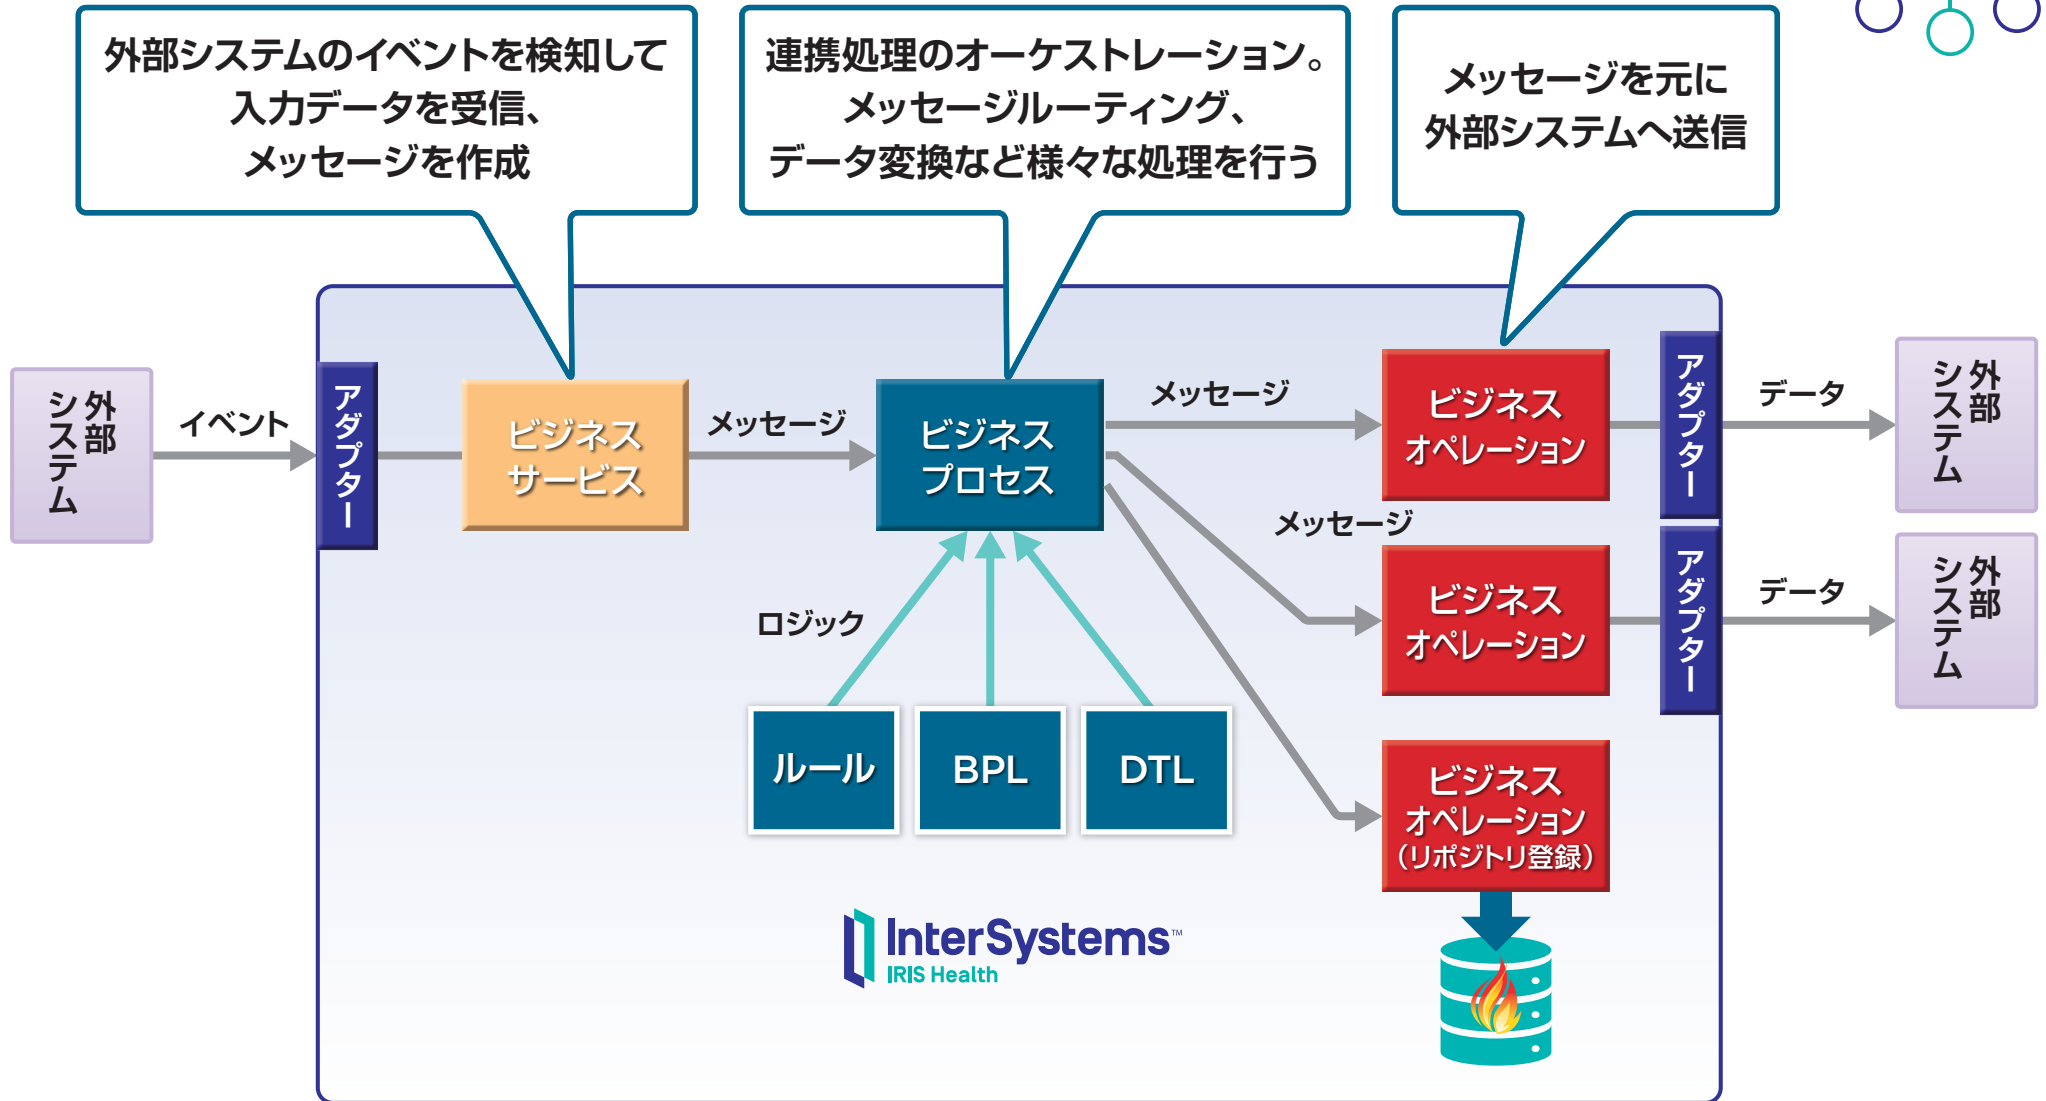 外部システムのイベントを検知して
入力データを受信、
メッセージを作成
連携処理のオーケストレーション。
メッセージルーティング、
データ変換など様々な処理を行う
メッセージを元に
外部システムへ送信
外部
システム
イベント
アダプター
ビジネス
サービス
メッセージ
ビジネス
プロセス
メッセージ
ビジネス
オペレーション
アダプター
データ
外部
システム
メッセージ
ビジネス
オペレーション
アダプター
データ
外部
システム
ロジック
ルール
BPL
DTL
ビジネス
オペレーション
（リポジトリ登録）
InterSystems™
IRIS Health